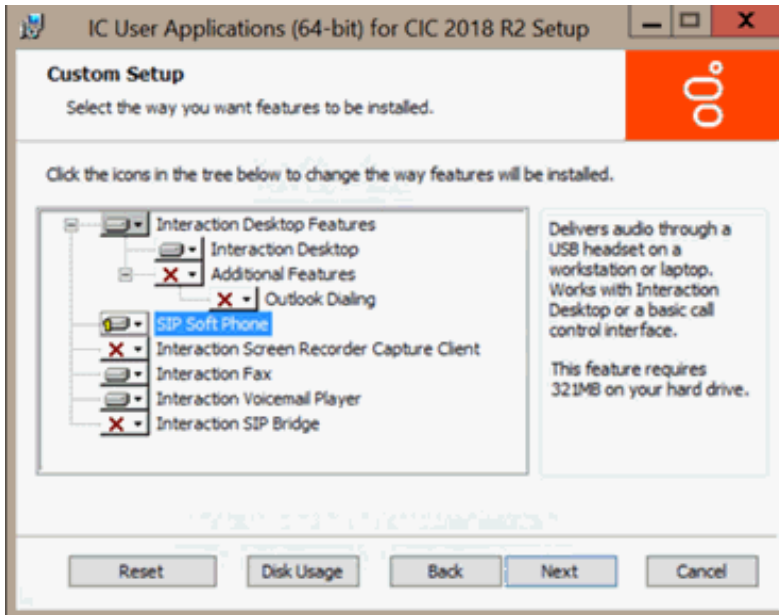 IC User Applications (64-bit) for CIC 2018 R2 Setup
Custom Setup
Select the way you want features to be installed.
Click the icons in the tree below to change the way features will be installed.
Interaction Desktop Features
Interaction Desktop
Additional Features
Outlook Dialing
SIP Soft Phone
Interaction Screen Recorder Capture Client
Interaction Fax
Interaction Voicemail Player
Interaction SIP Bridge
Delivers audio through a
USB headset on a
workstation or laptop.
Works with Interaction
Desktop or a basic call
control interface.
This feature requires
321MB on your hard drive.
Reset
Disk Usage
Back
Next
Cancel